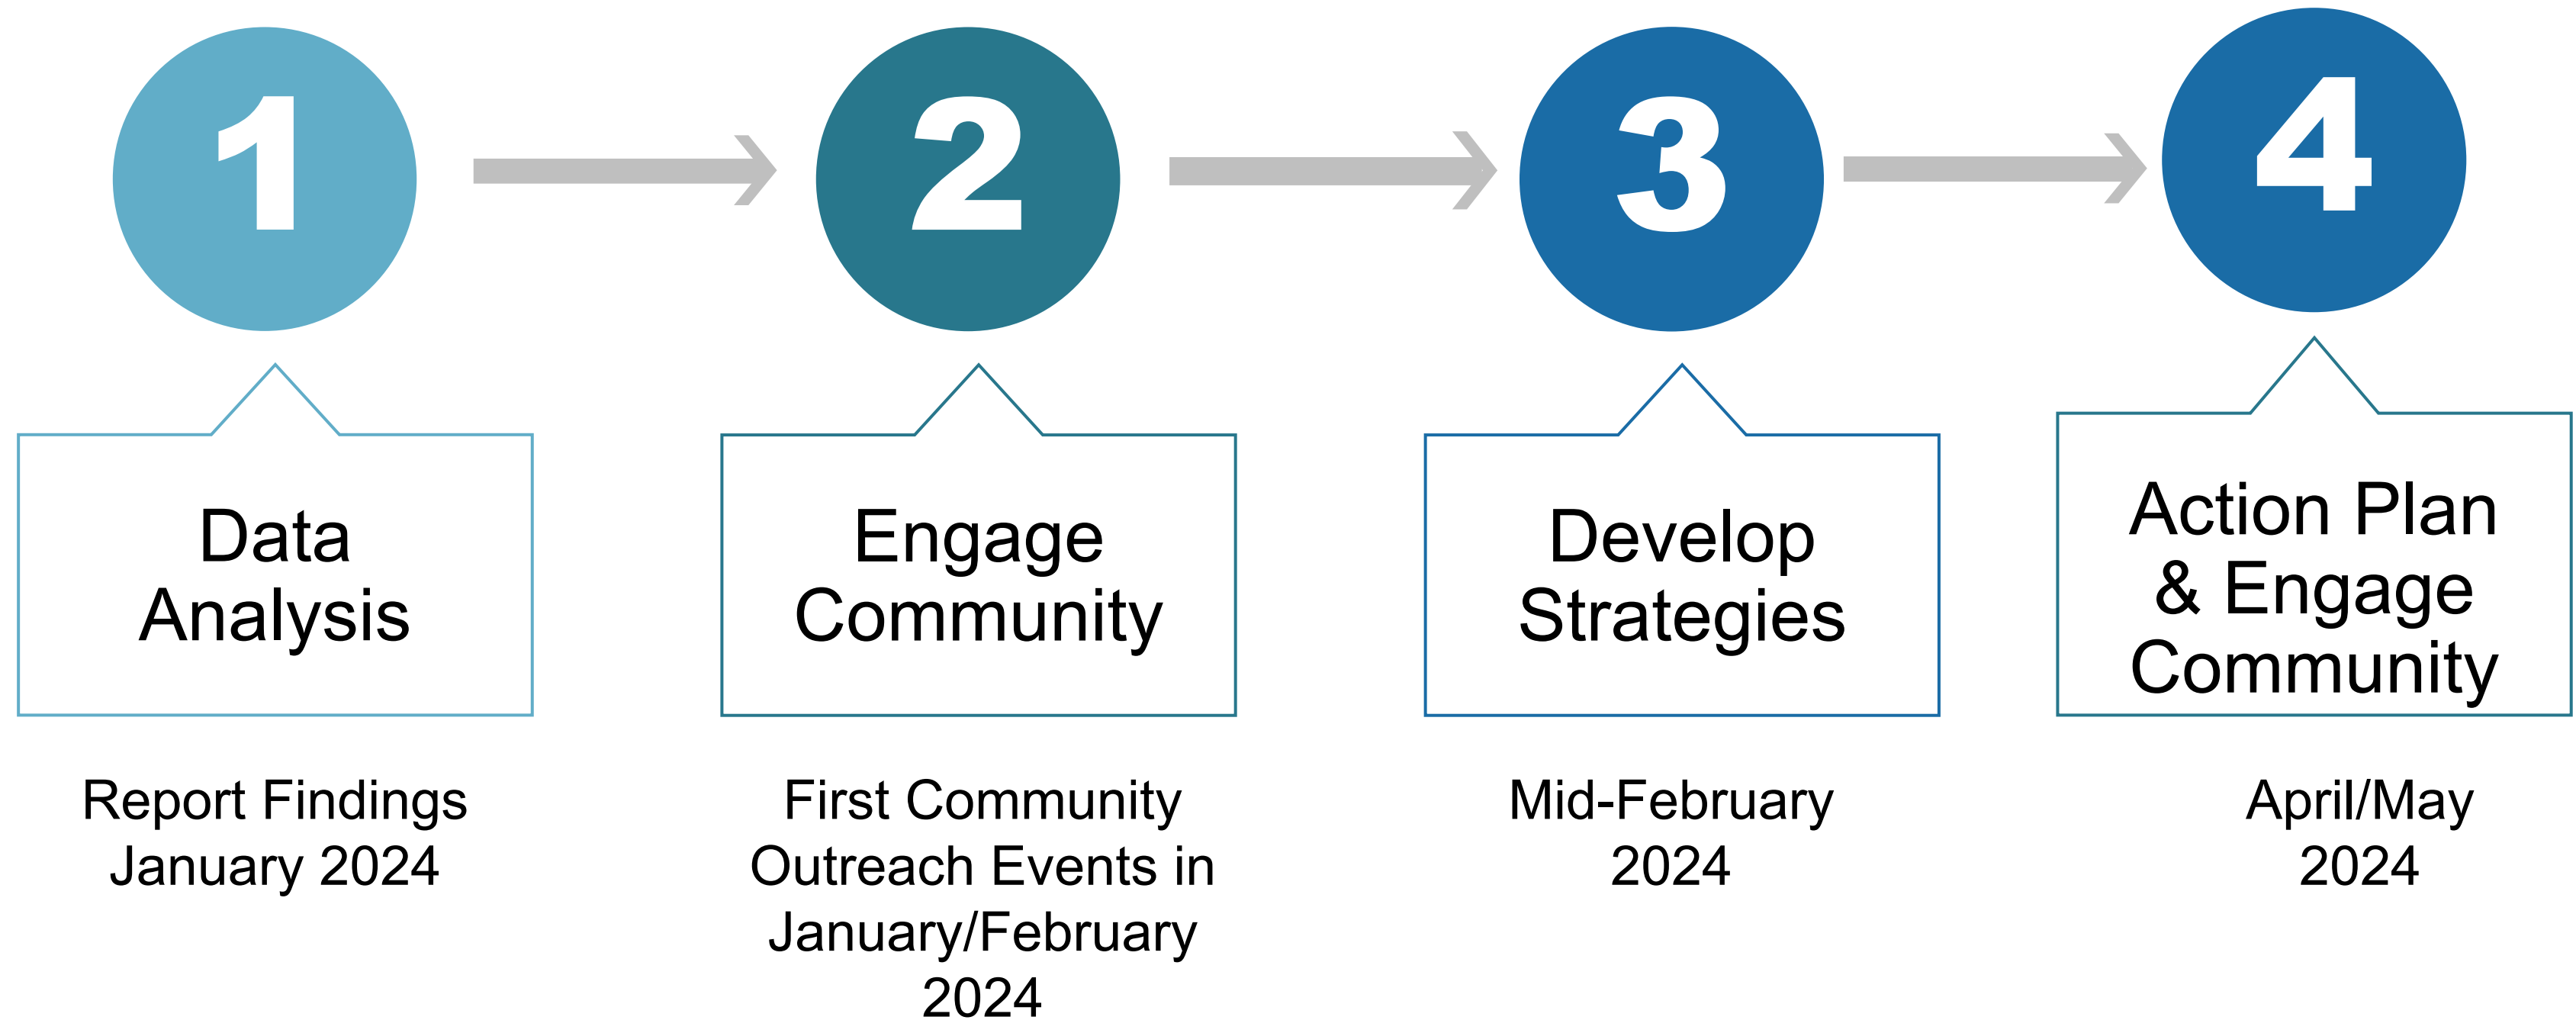 1
2
3
4
Data
Analysis
Engage
Community
Develop
Strategies
Action Plan
& Engage
Community
Report Findings
January 2024
First Community
Outreach Events in
January/February
2024
Mid-February
2024
April/May
2024